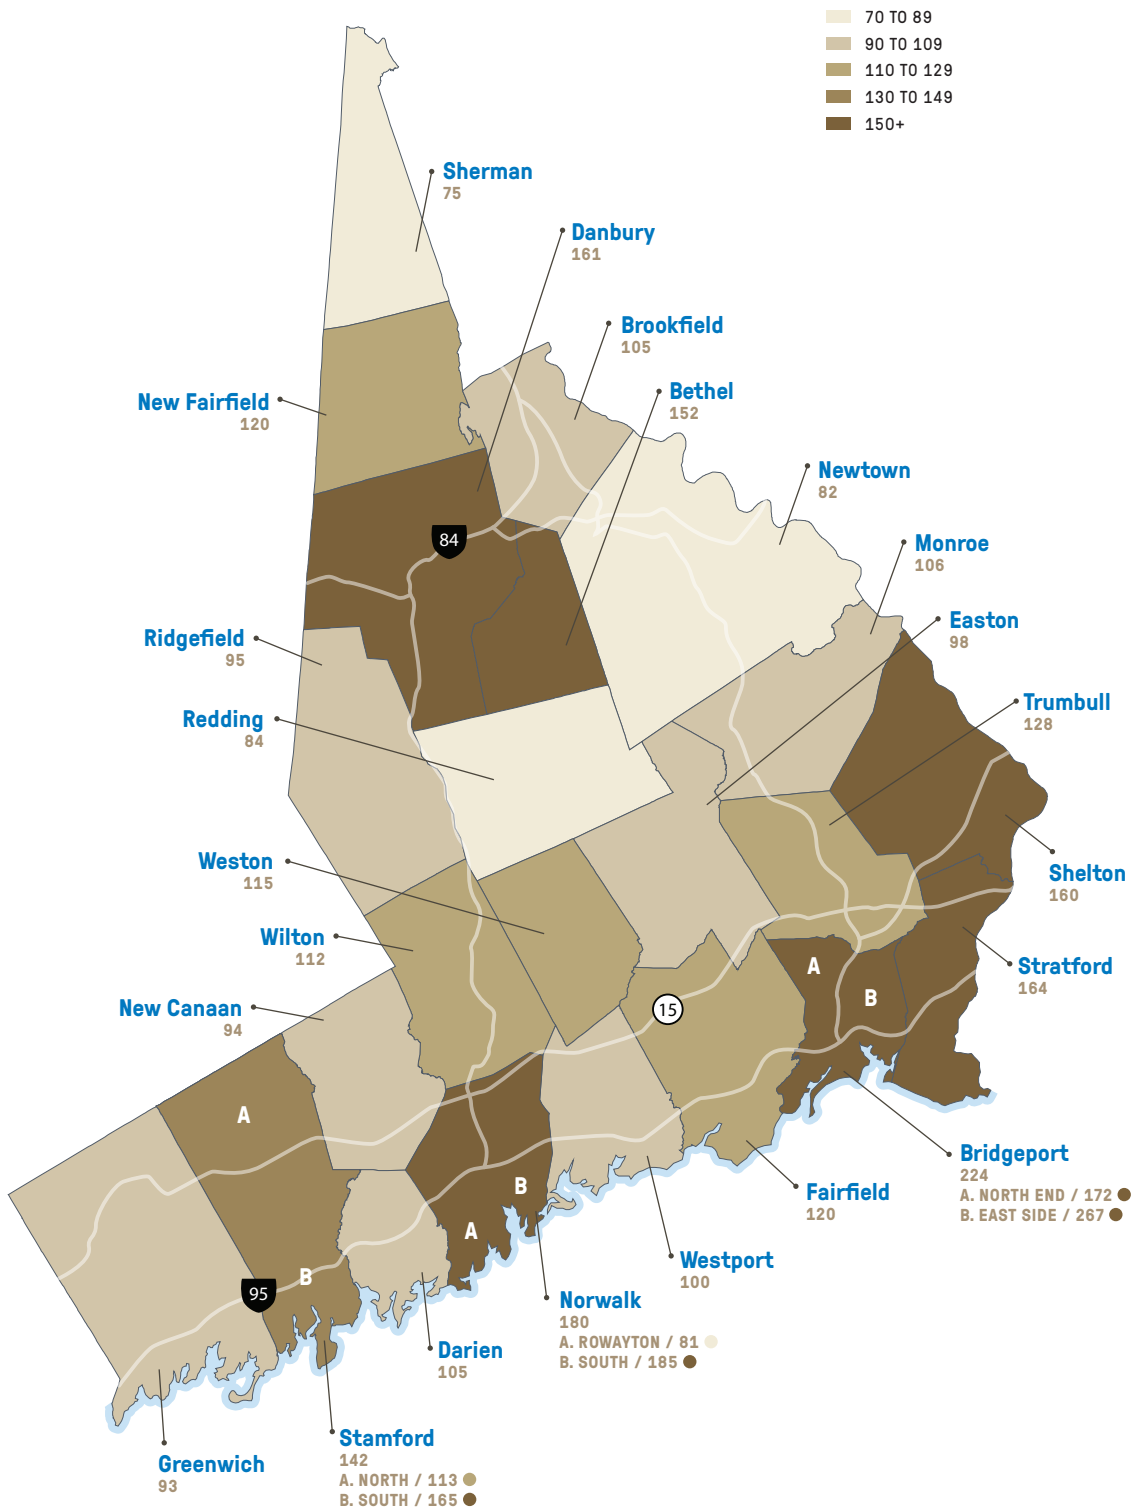 70 TO 89
90 TO 109
110 TO 129
130 TO 149
150+
Sherman
75
Danbury
161
Brookfield
105
Bethel
152
New Fairfield
120
Newtown
82
84
Monroe
106
Easton
98
Ridgefield
95
Trumbull
128
Redding
84
Weston
115
Shelton
160
Wilton
112
Stratford
164
A
B
15
New Canaan
94
A
Bridgeport
224
A. NORTH END / 172
B. EAST SIDE / 267
B
A
Fairfield
120
Westport
100
B
95
Norwalk
180
A. ROWAYTON / 81
B. SOUTH / 185
Darien
105
Stamford
142
A. NORTH / 113
B. SOUTH / 165
Greenwich
93